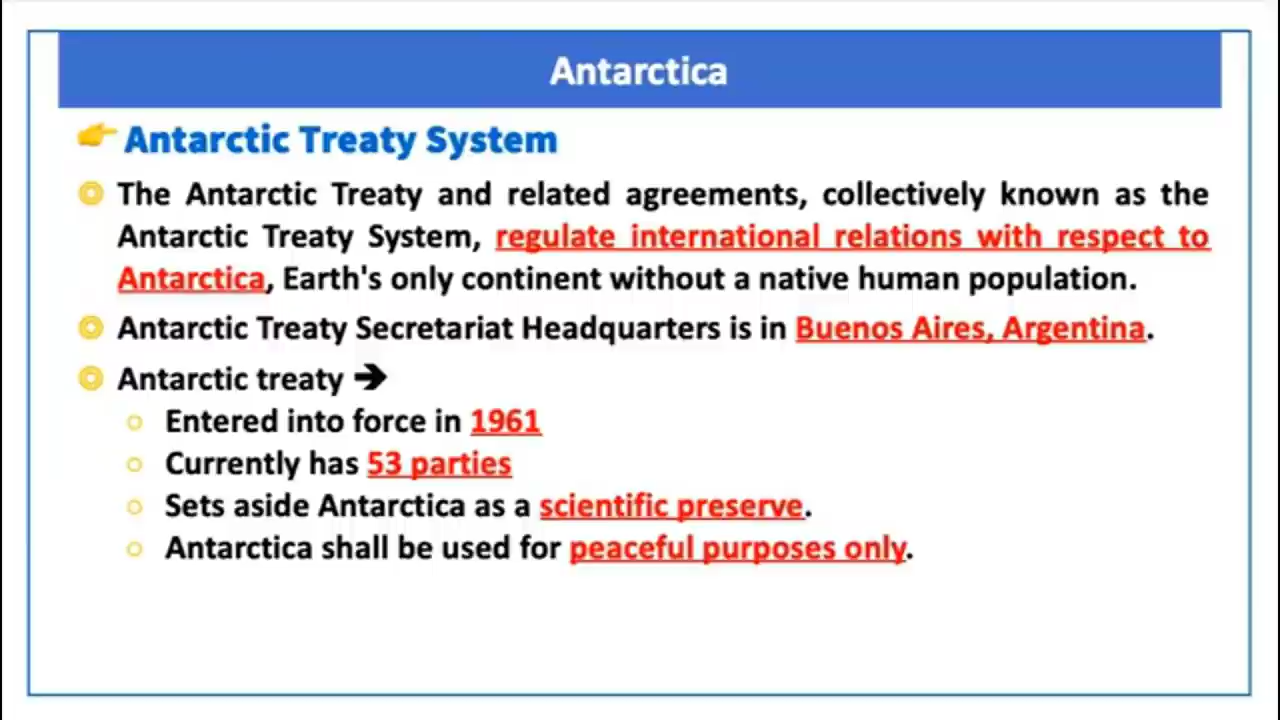 Antarctica
👉 Antarctic Treaty System
The Antarctic Treaty and related agreements, collectively known as the
Antarctic Treaty System, regulate international relations with respect to
Antarctica, Earth's only continent without a native human population.
Antarctic Treaty Secretariat Headquarters is in Buenos Aires, Argentina.
Antarctic treaty ➔
Entered into force in 1961
Currently has 53 parties
Sets aside Antarctica as a scientific preserve.
Antarctica shall be used for peaceful purposes only.